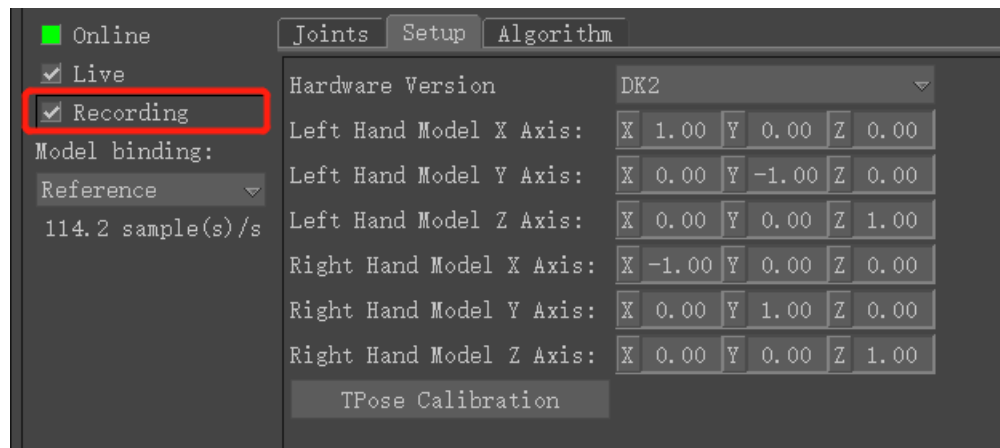 Online
Live
Recording
Model binding:
Reference
114.2 sample(s)/s
Joints Setup Algorithm
Hardware Version DK2
Left Hand Model X Axis: X 1.00 Y 0.00 Z 0.00
Left Hand Model Y Axis: X 0.00 Y -1.00 Z 0.00
Left Hand Model Z Axis: X 0.00 Y 0.00 Z 1.00
Right Hand Model X Axis: X -1.00 Y 0.00 Z 0.00
Right Hand Model Y Axis: X 0.00 Y 1.00 Z 0.00
Right Hand Model Z Axis: X 0.00 Y 0.00 Z 1.00
TPose Calibration